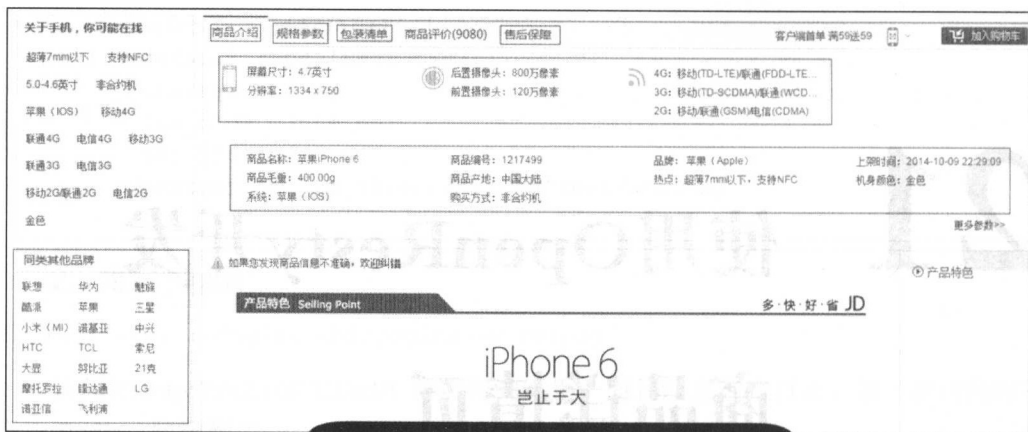 关于手机，你可能在找
超薄7mm以下 支持NFC
5.0-4.6英寸 非合约机
苹果（IOS） 移动4G
联通4G 电信4G 移动3G
联通3G 电信3G
移动2G/联通2G 电信2G
金色
同类其他品牌
联想 华为 魅族
酷派 苹果 三星
小米（MI） 诺基亚 中兴
HTC TCL 索尼
大显 努比亚 21克
摩托罗拉 锋达通 LG
诺亚信 飞利浦
商品介绍 规格参数 包装清单 商品评价(9080) 售后保障 客户端首单 满59送59 加入购物车
屏幕尺寸：4.7英寸 后置摄像头：800万像素 4G：移动(TD-LTE)/联通(FDD-LTE...
分辨率：1334 x 750 前置摄像头：120万像素 3G：移动(TD-SCDMA)/联通(WCD...
2G：移动/联通(GSM)/电信(CDMA)
商品名称：苹果iPhone 6 商品编号：1217499 品牌：苹果（Apple） 上架时间：2014-10-09 22:29:09
商品毛重：400.00g 商品产地：中国大陆 热点：超薄7mm以下，支持NFC 机身颜色：金色
系统：苹果（IOS） 购买方式：非合约机
更多参数>>
如果您发现商品信息不准确，欢迎纠错
产品特色
产品特色 Selling Point 多·快·好·省 JD
iPhone 6
岂止于大